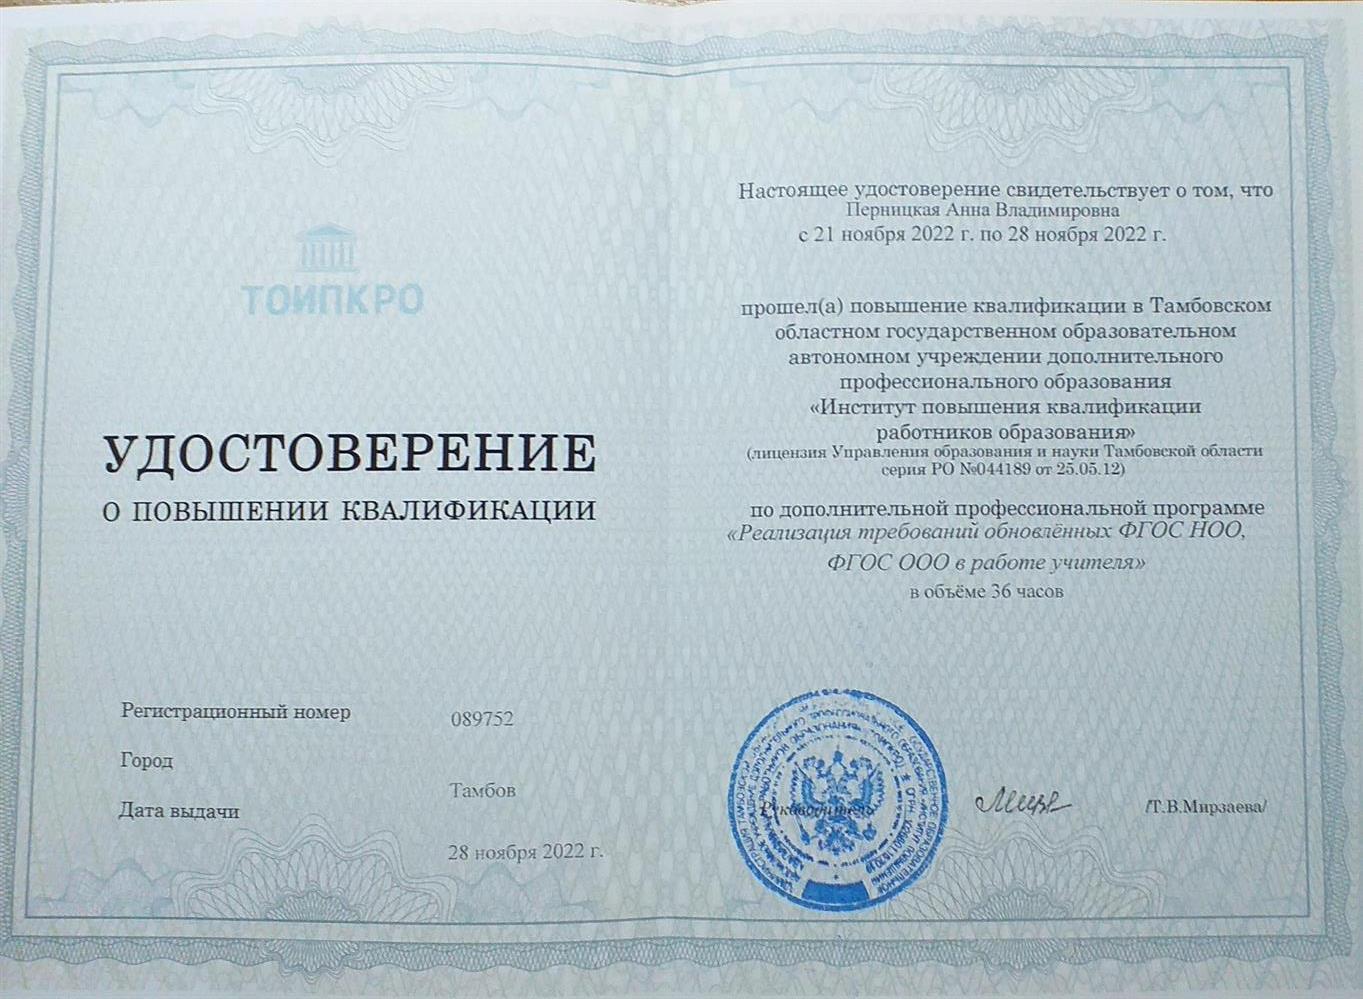 ТОИПКРО
УДОСТОВЕРЕНИЕ
О ПОВЫШЕНИИ КВАЛИФИКАЦИИ
Регистрационный номер
089752
Город
Тамбов
Дата выдачи
28 ноября 2022 г.
Настоящее удостоверение свидетельствует о том, что
Перницкая Анна Владимировна
с 21 ноября 2022 г. по 28 ноября 2022 г.
прошел(а) повышение квалификации в Тамбовском
областном государственном образовательном
автономном учреждении дополнительного
профессионального образования
«Институт повышения квалификации
работников образования»
(лицензия Управления образования и науки Тамбовской области
серия РО №044189 от 25.05.12)
по дополнительной профессиональной программе
«Реализация требований обновлённых ФГОС НОО,
ФГОС ООО в работе учителя»
в объёме 36 часов
Руководитель
/Т.В.Мирзаева/